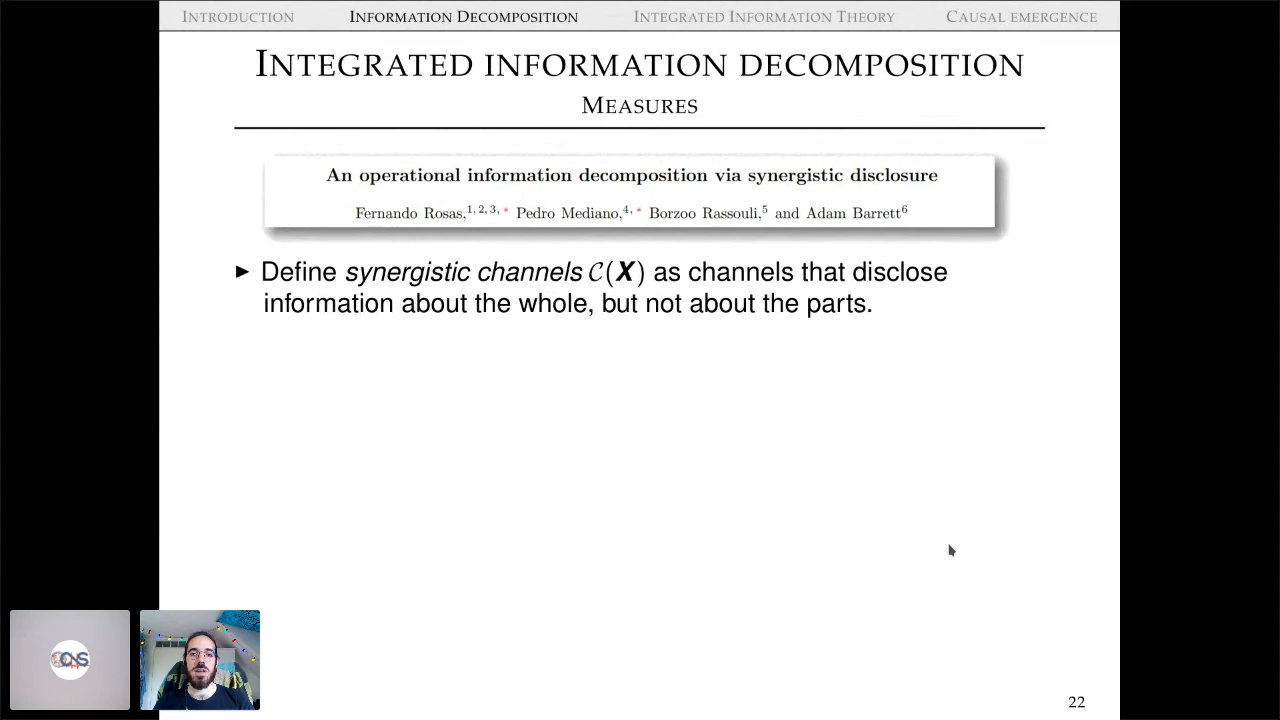 INTRODUCTION INFORMATION DECOMPOSITION INTEGRATED INFORMATION THEORY CAUSAL EMERGENCE
INTEGRATED INFORMATION DECOMPOSITION
MEASURES
An operational information decomposition via synergistic disclosure
Fernando Rosas,1, 2, 3, * Pedro Mediano,4, * Borzoo Rassouli,5 and Adam Barrett6
▶ Define synergistic channels C(X) as channels that disclose
information about the whole, but not about the parts.
22